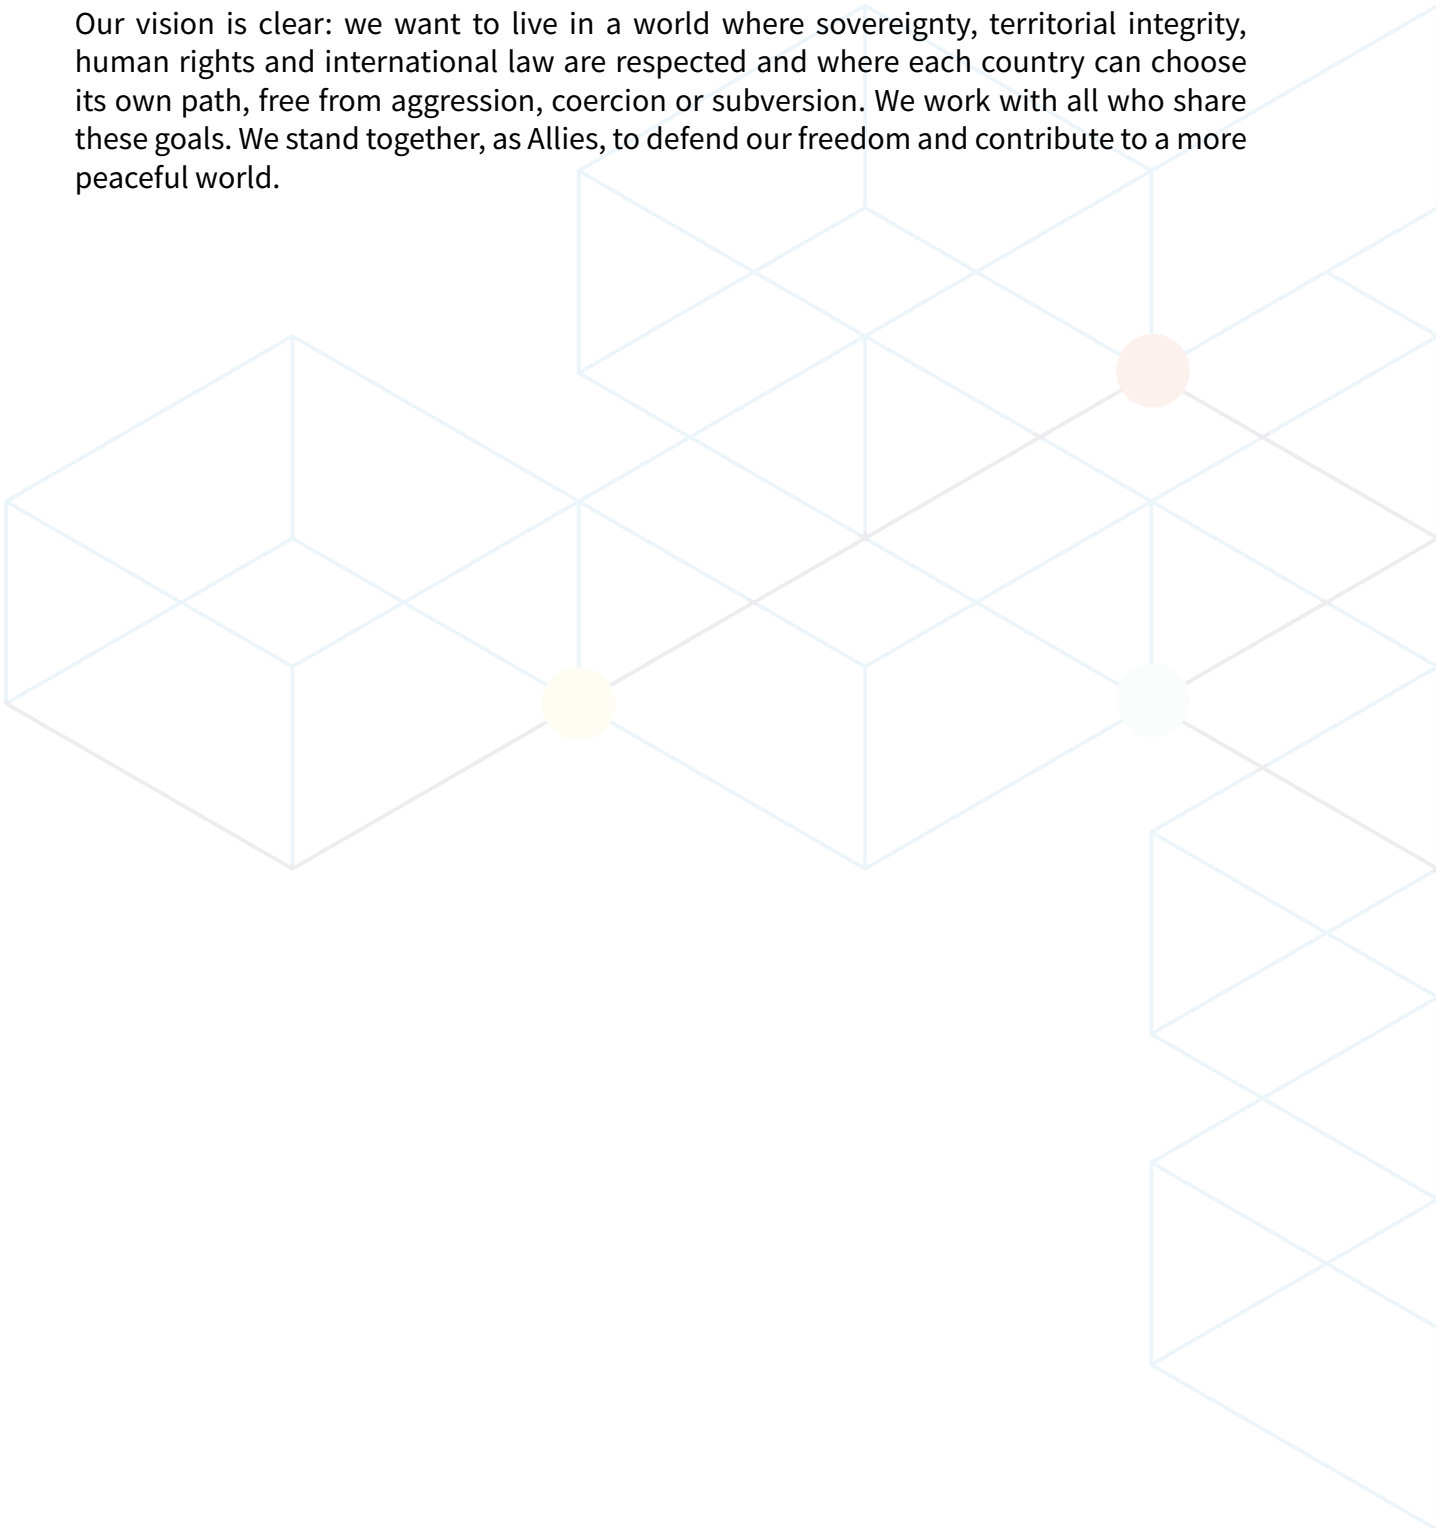 Our vision is clear: we want to live in a world where sovereignty, territorial integrity,
human rights and international law are respected and where each country can choose
its own path, free from aggression, coercion or subversion. We work with all who share
these goals. We stand together, as Allies, to defend our freedom and contribute to a more
peaceful world.